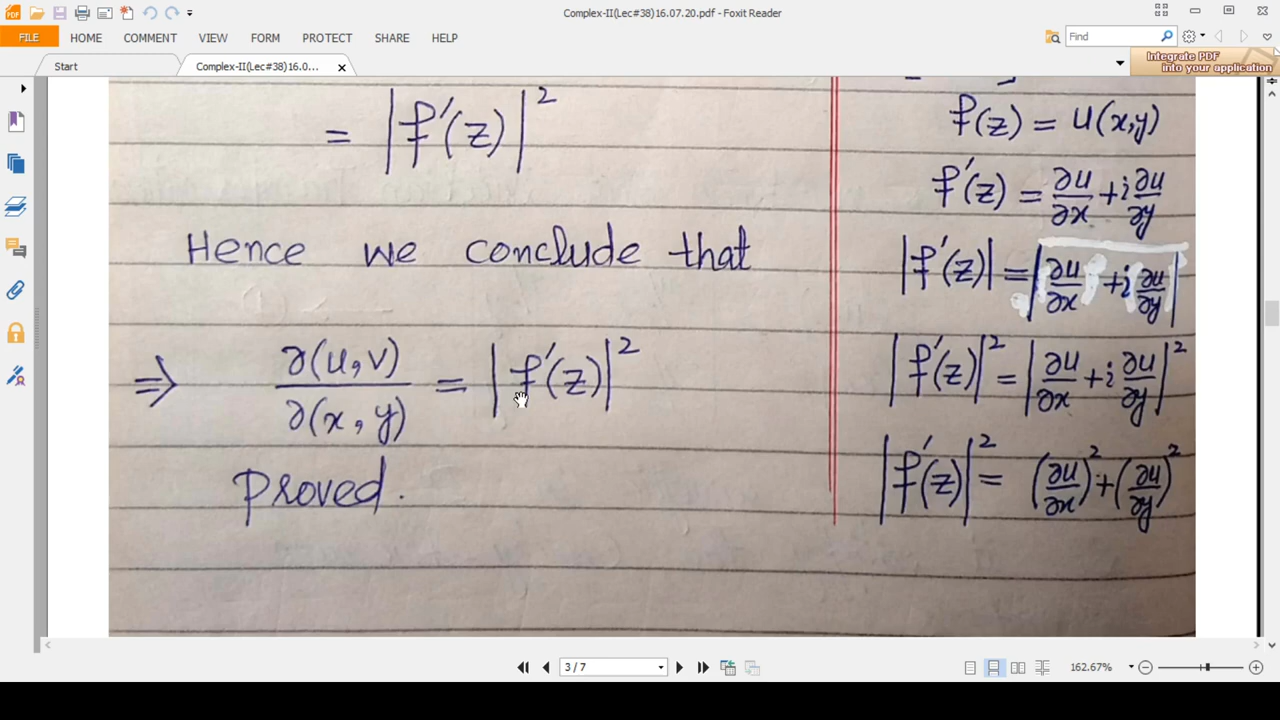 Complex-II(Lec#38)16.07.20.pdf - Foxit Reader
FILE HOME COMMENT VIEW FORM PROTECT SHARE HELP
Find
Start
Complex-II(Lec#38)16.0...
Integrate PDF
into your application
= |f'(z)|²
Hence we conclude that
⇒ ∂(u,v)/∂(x,y) = |f'(z)|²
Proved.
f(z) = u(x,y)
f'(z) = ∂u/∂x + i ∂u/∂y
|f'(z)| = |∂u/∂x + i ∂u/∂y|
|f'(z)|² = |∂u/∂x + i ∂u/∂y|²
|f'(z)|² = (∂u/∂x)² + (∂u/∂y)²
3 / 7
162.67%